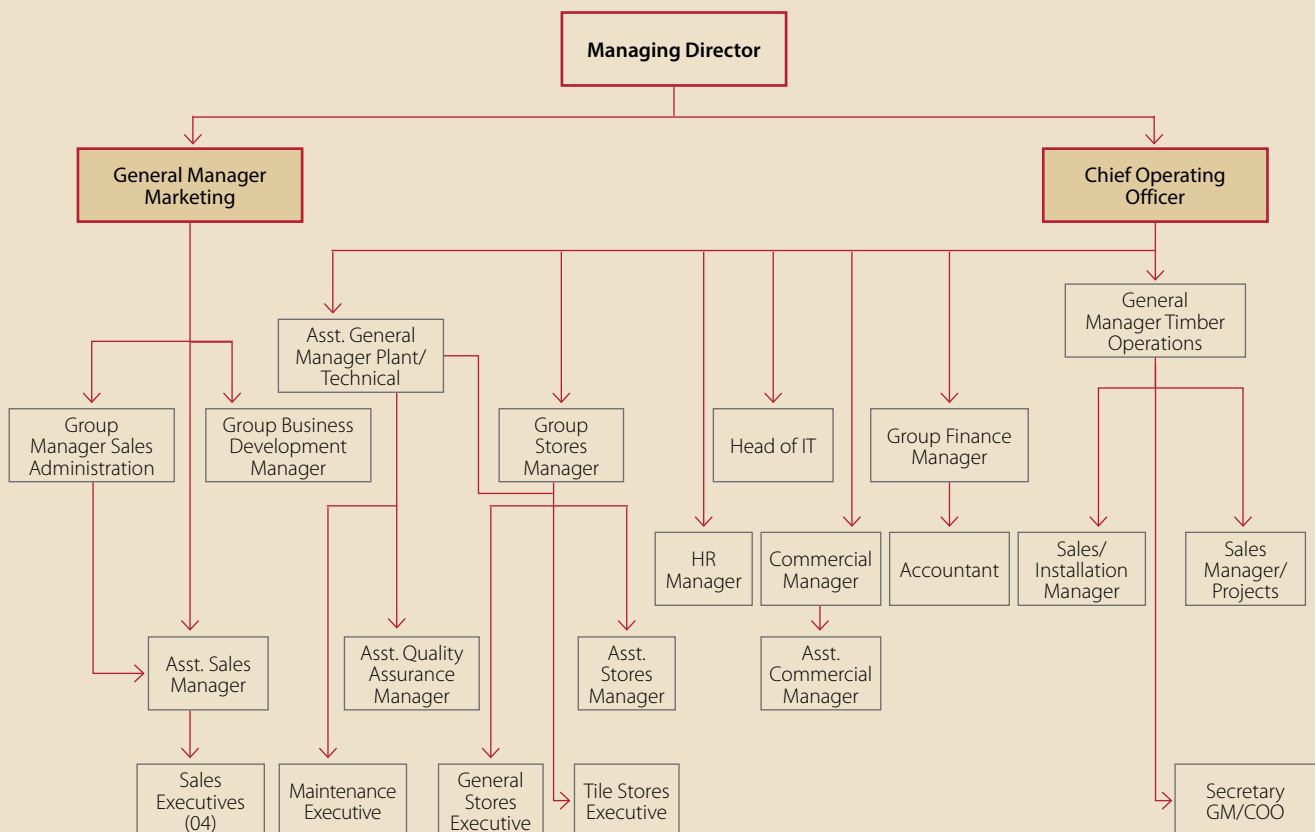 Managing Director
General Manager
Marketing
Chief Operating
Officer
General
Manager Timber
Operations
Asst. General
Manager Plant/
Technical
Group
Manager Sales
Administration
Group Business
Development
Manager
Group
Stores
Manager
Head of IT
Group Finance
Manager
HR
Manager
Commercial
Manager
Accountant
Sales/
Installation
Manager
Sales
Manager/
Projects
Asst. Sales
Manager
Asst. Quality
Assurance
Manager
Asst.
Stores
Manager
Asst.
Commercial
Manager
Sales
Executives
(04)
Maintenance
Executive
General
Stores
Executive
Tile Stores
Executive
Secretary
GM/COO